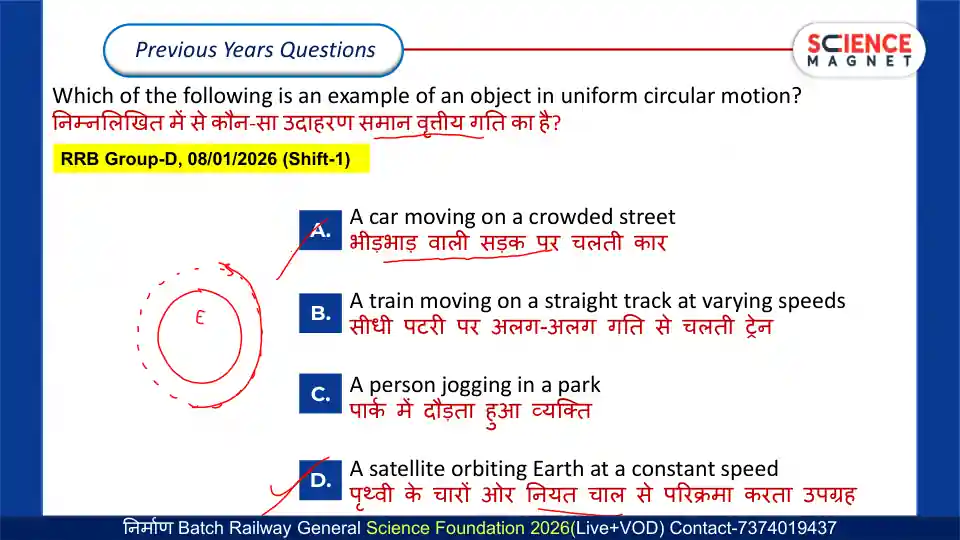 Previous Years Questions
SCIENCE
MAGNET
Which of the following is an example of an object in uniform circular motion?
निम्नलिखित में से कौन-सा उदाहरण समान वृत्तीय गति का है?
RRB Group-D, 08/01/2026 (Shift-1)
A. A car moving on a crowded street
भीड़भाड़ वाली सड़क पर चलती कार
E
B. A train moving on a straight track at varying speeds
सीधी पटरी पर अलग-अलग गति से चलती ट्रेन
C. A person jogging in a park
पार्क में दौड़ता हुआ व्यक्ति
D. A satellite orbiting Earth at a constant speed
पृथ्वी के चारों ओर नियत चाल से परिक्रमा करता उपग्रह
निर्माण Batch Railway General Science Foundation 2026(Live+VOD) Contact-7374019437